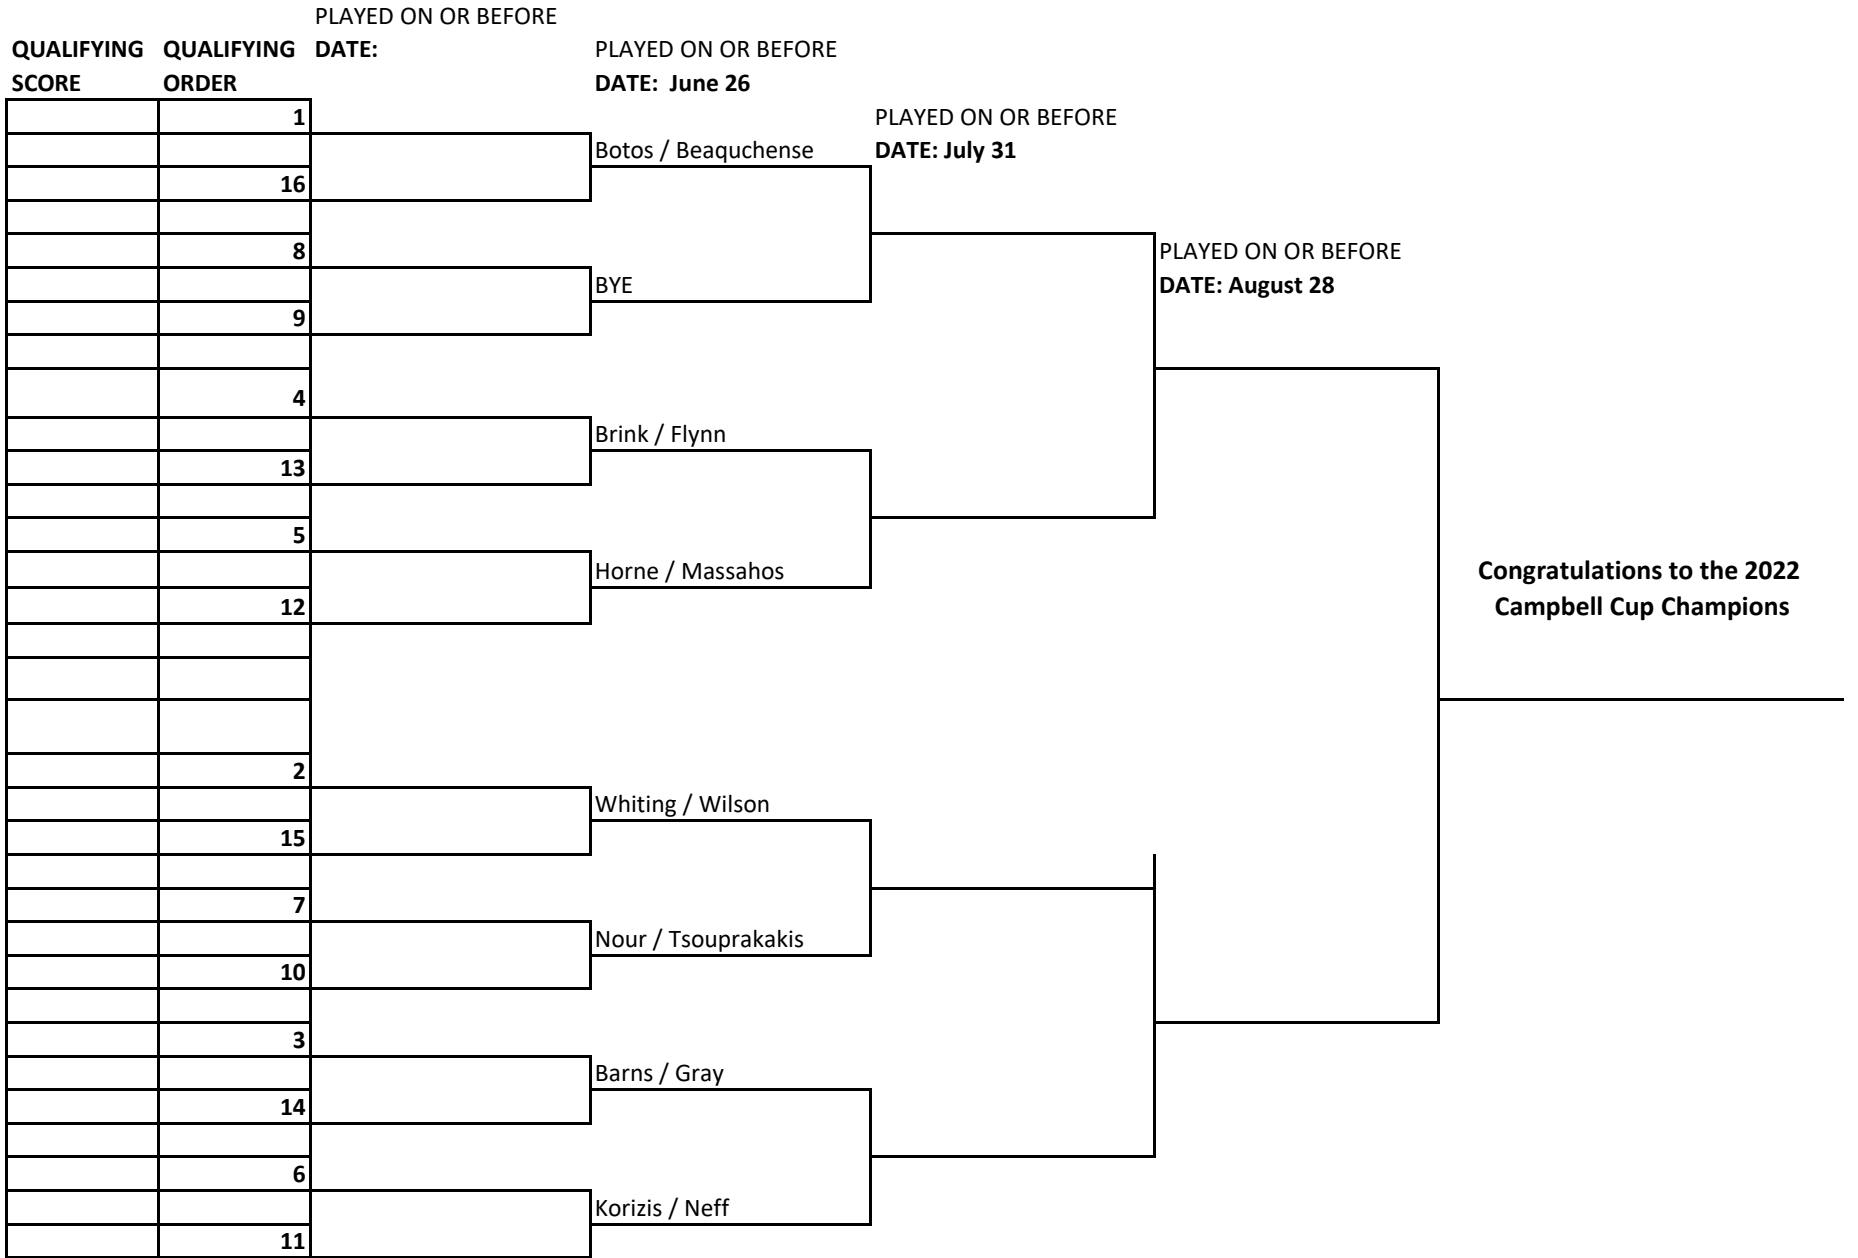 PLAYED ON OR BEFORE
QUALIFYING QUALIFYING DATE: PLAYED ON OR BEFORE
SCORE ORDER DATE: June 26
1 PLAYED ON OR BEFORE
Botos / Beaquchense DATE: July 31
16
8 PLAYED ON OR BEFORE
BYE DATE: August 28
9
4
Brink / Flynn
13
5
Horne / Massahos Congratulations to the 2022
12 Campbell Cup Champions
2
Whiting / Wilson
15
7
Nour / Tsouprakakis
10
3
Barns / Gray
14
6
Korizis / Neff
11